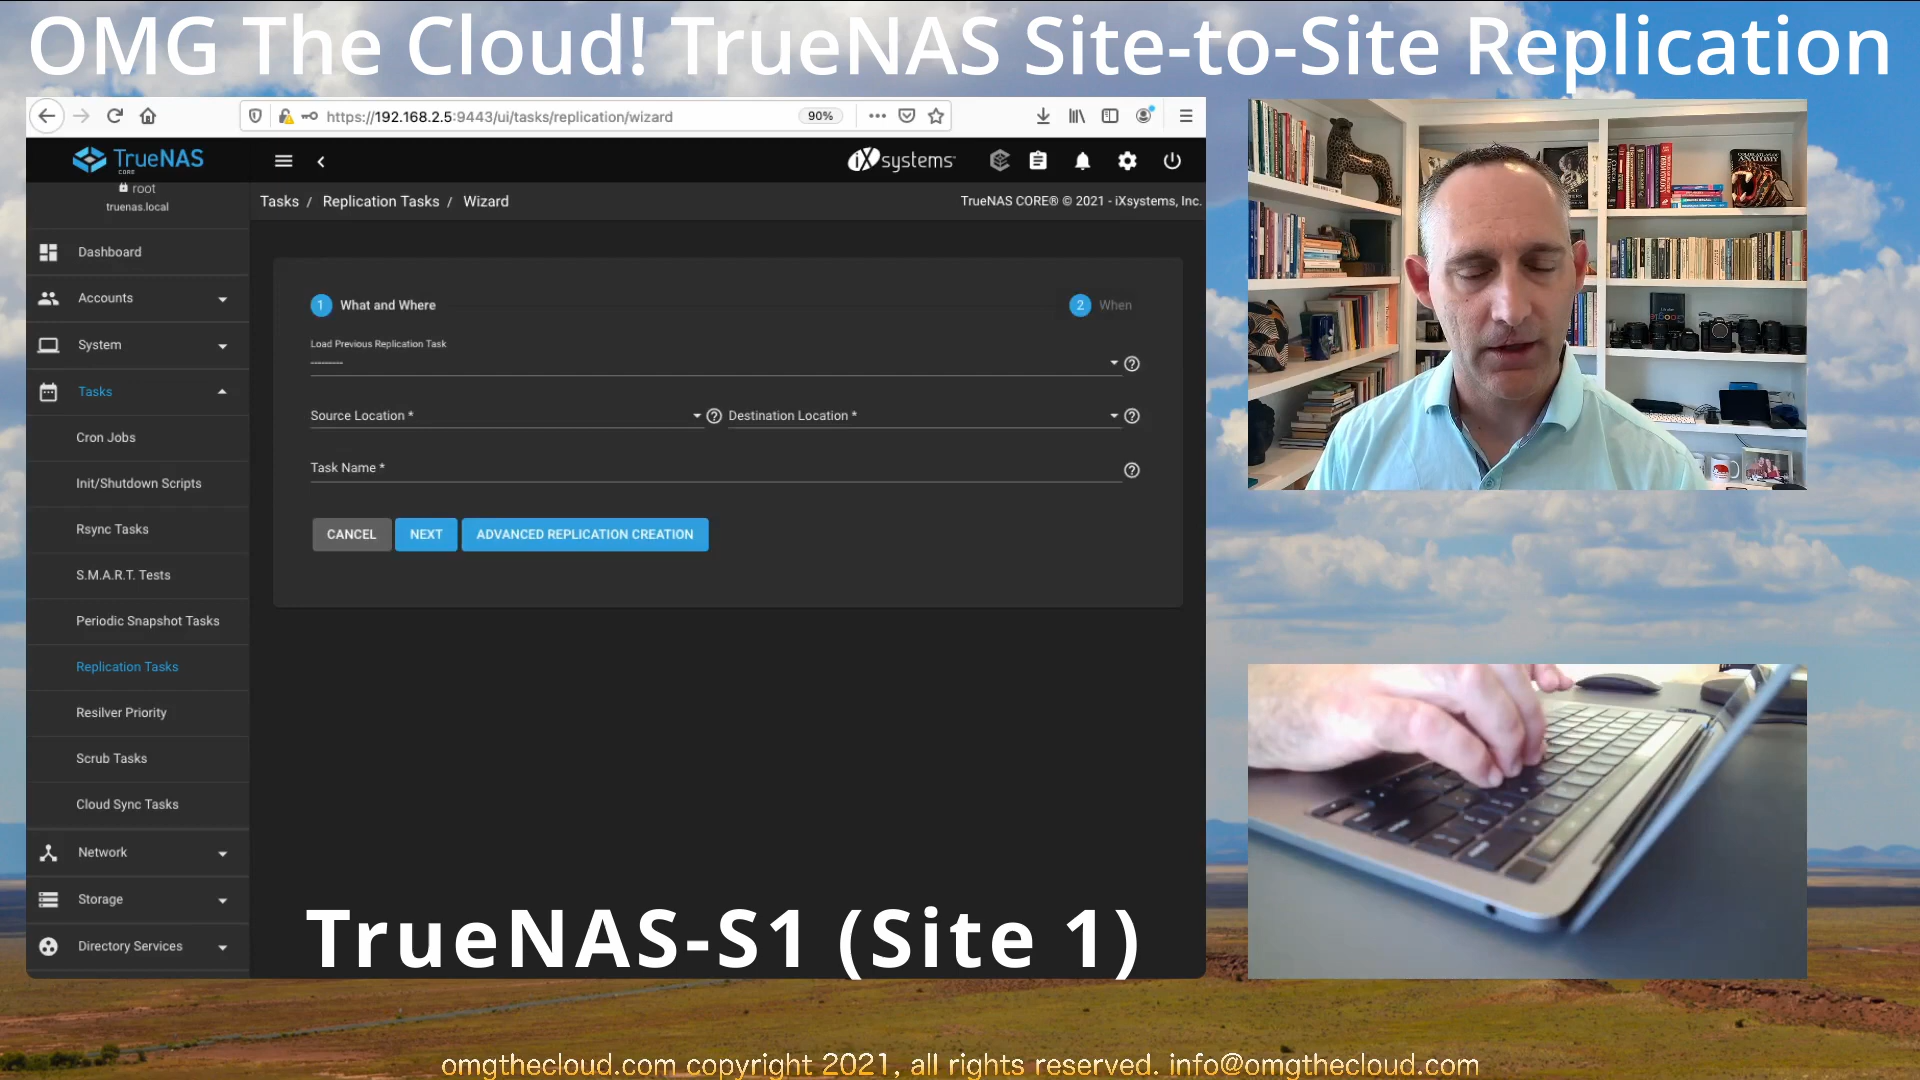 OMG The Cloud! TrueNAS Site-to-Site Replication
https://192.168.2.5:9443/ui/tasks/replication/wizard
90%
TrueNAS
CORE
iXsystems
root
truenas.local
Tasks / Replication Tasks / Wizard
TrueNAS CORE® © 2021 - iXsystems, Inc.
Dashboard
Accounts
System
Tasks
Cron Jobs
Init/Shutdown Scripts
Rsync Tasks
S.M.A.R.T. Tests
Periodic Snapshot Tasks
Replication Tasks
Resilver Priority
Scrub Tasks
Cloud Sync Tasks
Network
Storage
Directory Services
1 What and Where
2 When
Load Previous Replication Task
---------
Source Location *
Destination Location *
Task Name *
CANCEL
NEXT
ADVANCED REPLICATION CREATION
TrueNAS-S1 (Site 1)
ANATOMY
omgthecloud.com copyright 2021, all rights reserved. info@omgthecloud.com